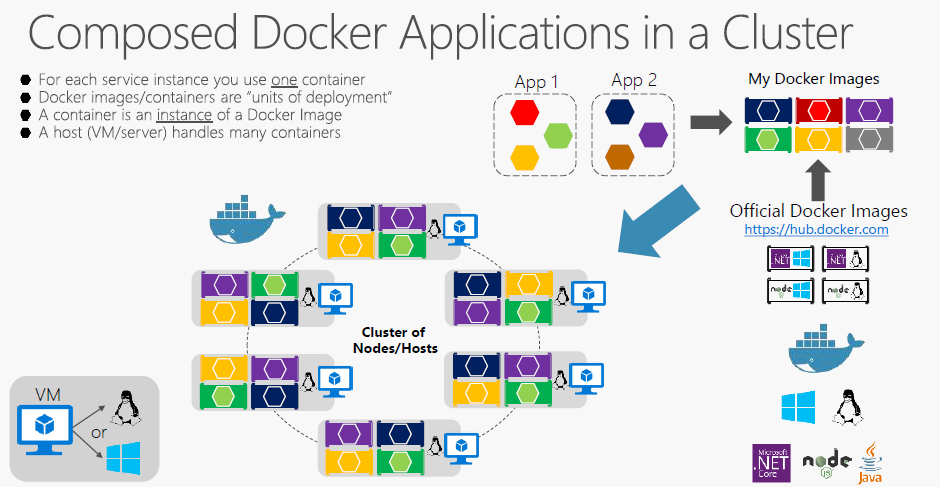 Composed Docker Applications in a Cluster
For each service instance you use one container
Docker images/containers are “units of deployment”
A container is an instance of a Docker Image
A host (VM/server) handles many containers
App 1
App 2
My Docker Images
Official Docker Images
https://hub.docker.com
.NET
.NET
node
node
Cluster of
Nodes/Hosts
VM
or
Microsoft
.NET
Core
node
JS
Java